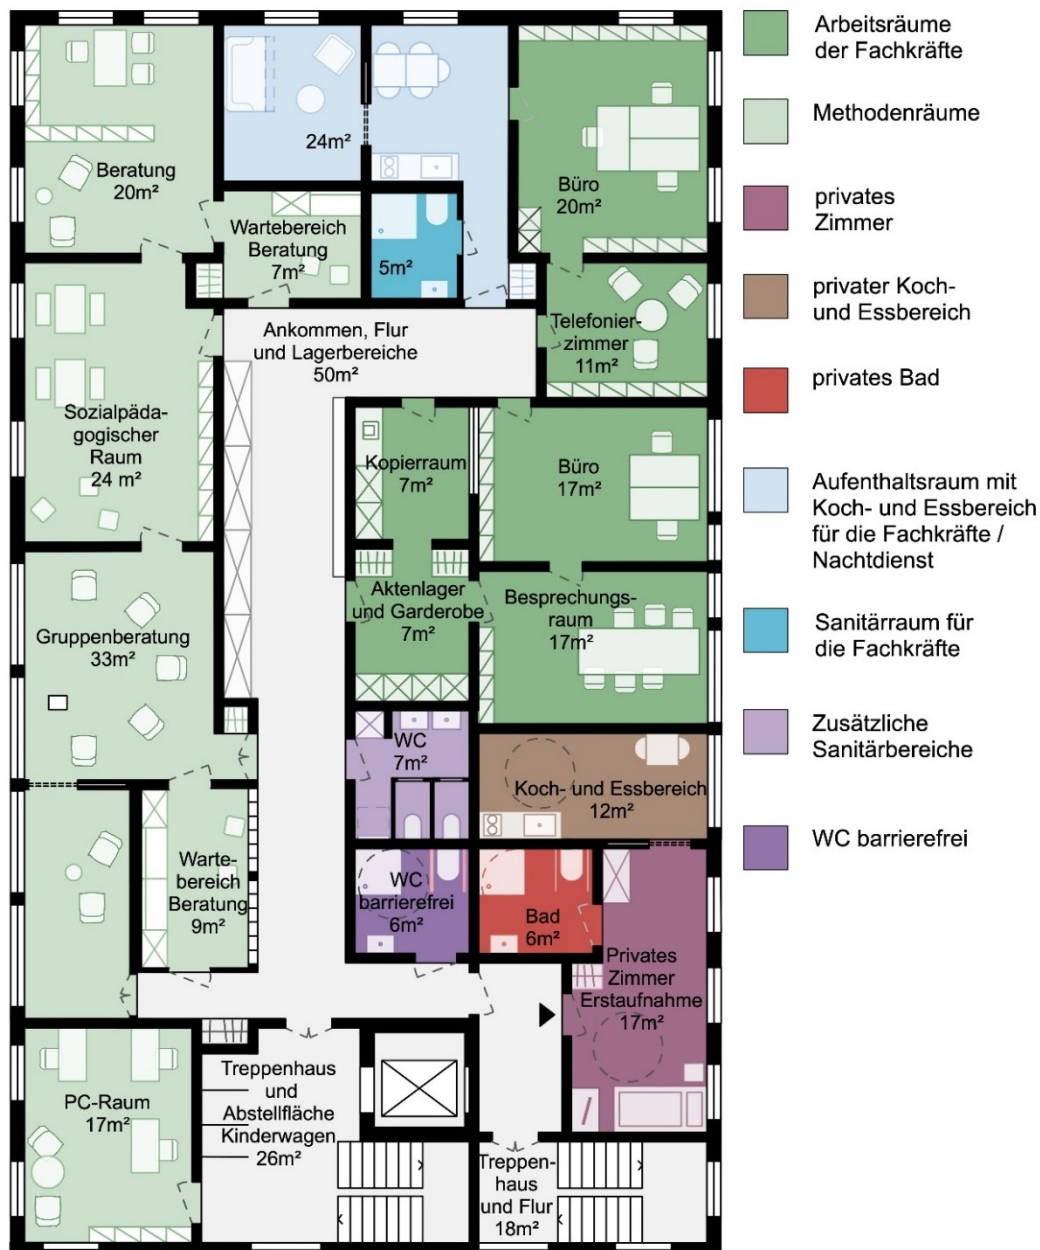 Beratung
20m²
24m²
Wartebereich
Beratung
7m²
5m²
Büro
20m²
Ankommen, Flur
und Lagerbereiche
50m²
Telefonier-
zimmer
11m²
Sozialpäda-
gogischer
Raum
24 m²
Kopierraum
7m²
Büro
17m²
Gruppenberatung
33m²
Aktenlager
und Garderobe
7m²
Besprechungs-
raum
17m²
WC
7m²
Koch- und Essbereich
12m²
Warte-
bereich
Beratung
9m²
WC
barrierefrei
6m²
Bad
6m²
Privates
Zimmer
Erstaufnahme
17m²
PC-Raum
17m²
Treppenhaus
und
Abstellfläche
Kinderwagen
26m²
Treppen-
haus
und Flur
18m²
Arbeitsräume
der Fachkräfte
Methodenräume
privates
Zimmer
privater Koch-
und Essbereich
privates Bad
Aufenthaltsraum mit
Koch- und Essbereich
für die Fachkräfte /
Nachtdienst
Sanitärraum für
die Fachkräfte
Zusätzliche
Sanitärbereiche
WC barrierefrei